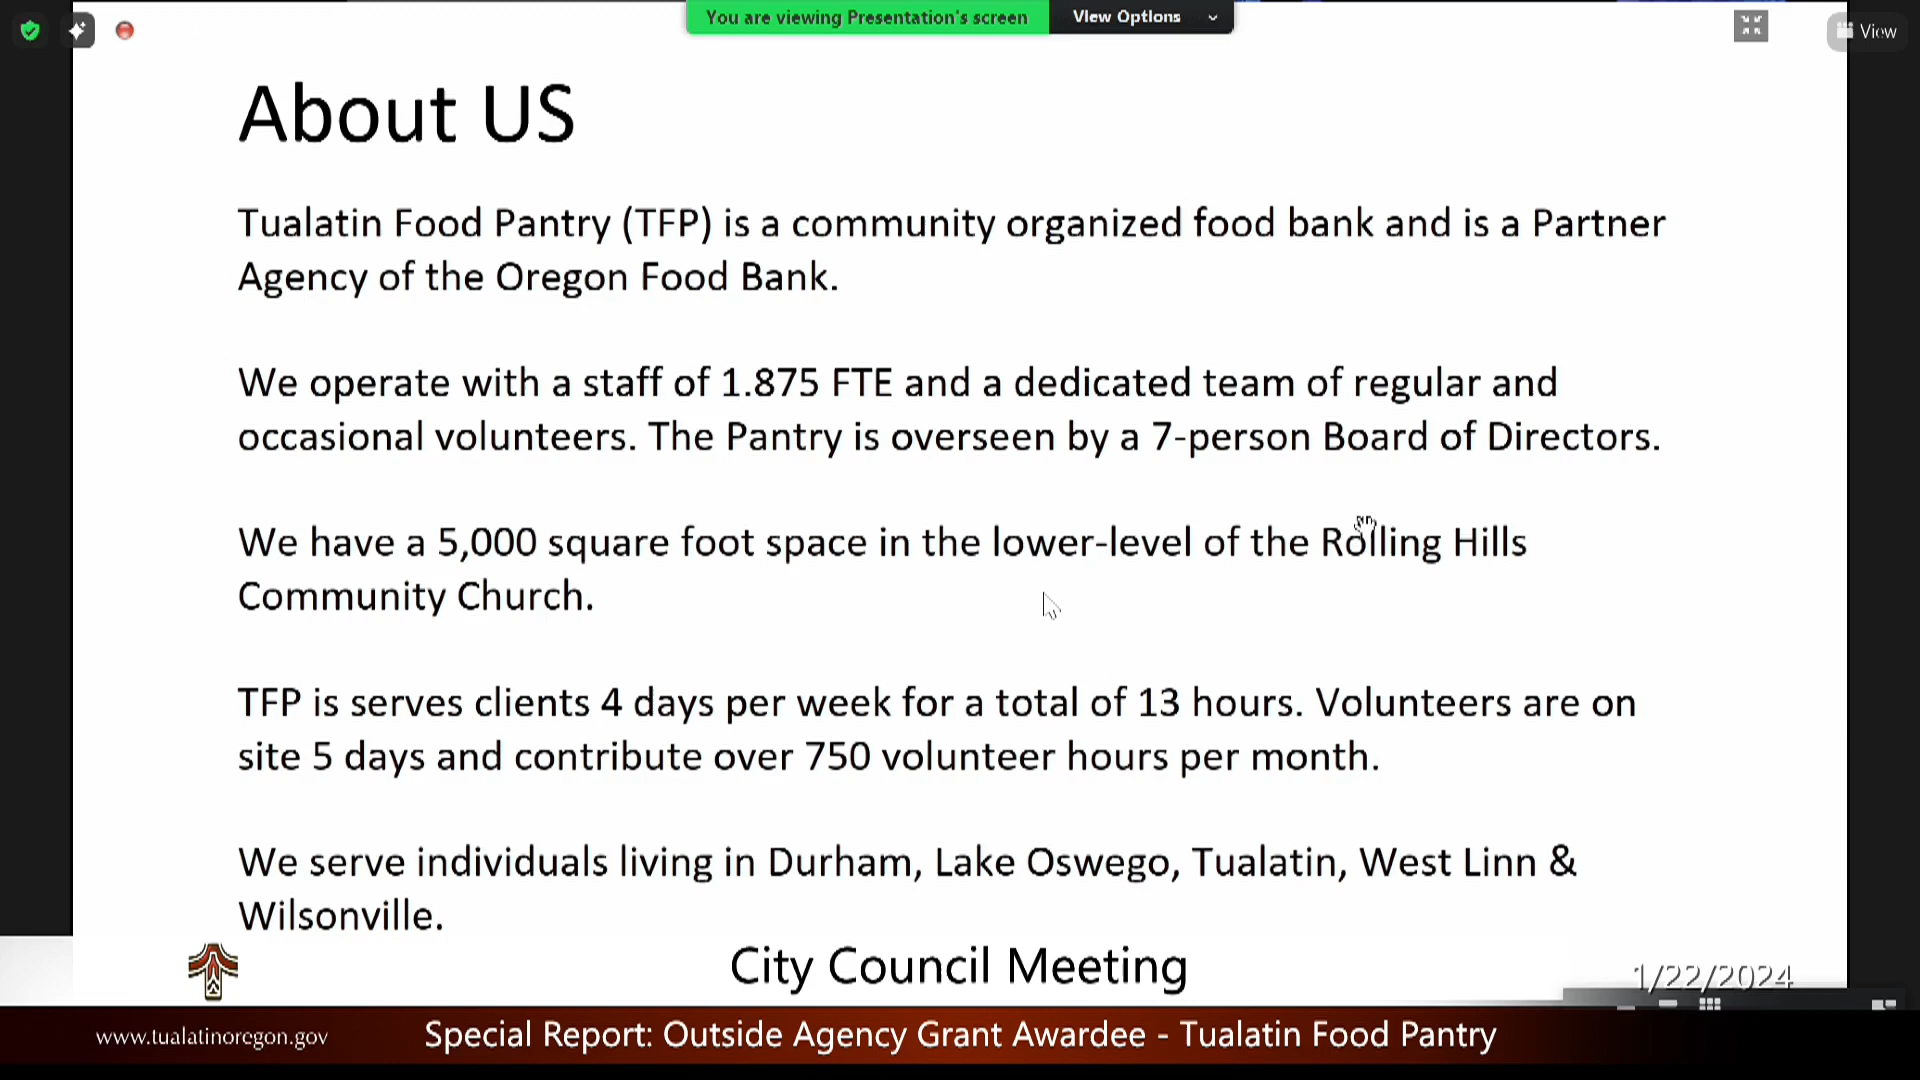 You are viewing Presentation's screen
View Options
View
About US
Tualatin Food Pantry (TFP) is a community organized food bank and is a Partner
Agency of the Oregon Food Bank.
We operate with a staff of 1.875 FTE and a dedicated team of regular and
occasional volunteers. The Pantry is overseen by a 7-person Board of Directors.
We have a 5,000 square foot space in the lower-level of the Rolling Hills
Community Church.
TFP is serves clients 4 days per week for a total of 13 hours. Volunteers are on
site 5 days and contribute over 750 volunteer hours per month.
We serve individuals living in Durham, Lake Oswego, Tualatin, West Linn &
Wilsonville.
City Council Meeting
1/22/2024
www.tualatinoregon.gov
Special Report: Outside Agency Grant Awardee - Tualatin Food Pantry